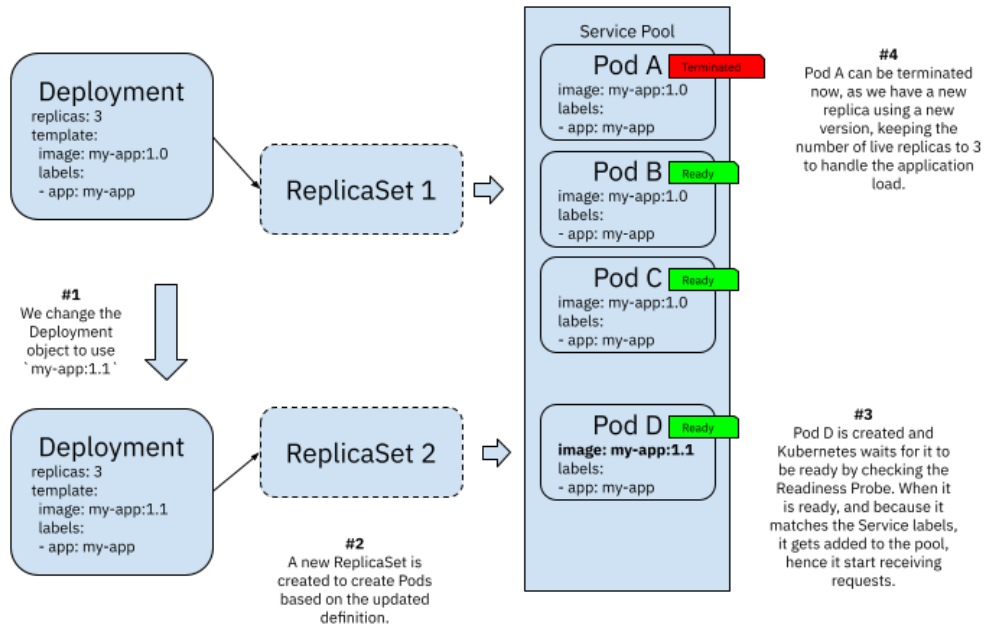 Deployment
replicas: 3
template:
image: my-app:1.0
labels:
- app: my-app
ReplicaSet 1
Service Pool
Pod A
Terminated
image: my-app:1.0
labels:
- app: my-app
Pod B
Ready
image: my-app:1.0
labels:
- app: my-app
Pod C
Ready
image: my-app:1.0
labels:
- app: my-app
#4
Pod A can be terminated
now, as we have a new
replica using a new
version, keeping the
number of live replicas to 3
to handle the application
load.
#1
We change the
Deployment
object to use
`my-app:1.1`
Deployment
replicas: 3
template:
image: my-app:1.1
labels:
- app: my-app
ReplicaSet 2
#2
A new ReplicaSet is
created to create Pods
based on the updated
definition.
Pod D
Ready
image: my-app:1.1
labels:
- app: my-app
#3
Pod D is created and
Kubernetes waits for it to
be ready by checking the
Readiness Probe. When it
is ready, and because it
matches the Service labels,
it gets added to the pool,
hence it start receiving
requests.